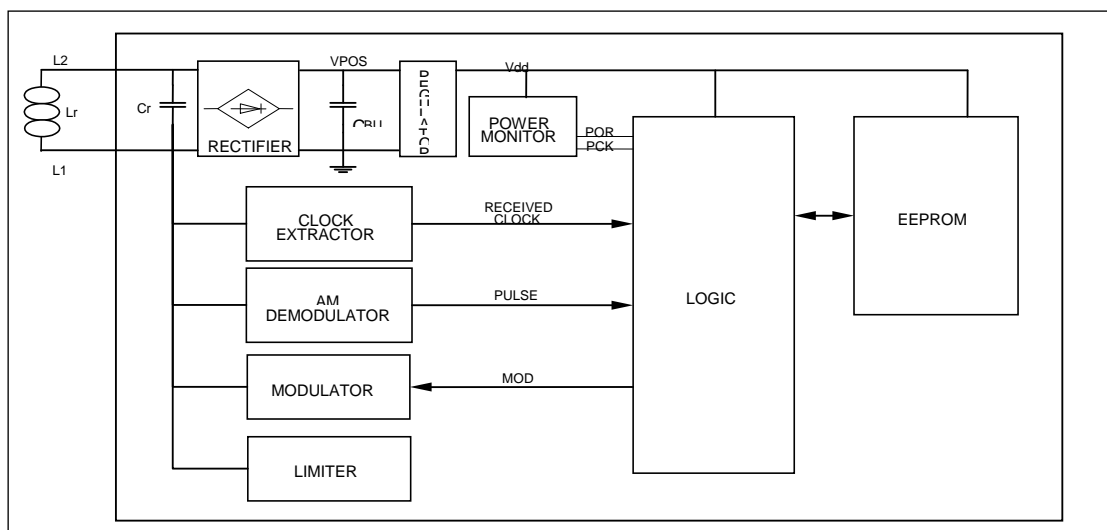 L2
Lr
L1
Cr
RECTIFIER
VPOS
Vdd
POWER
MONITOR
POR
PCK
CLOCK
EXTRACTOR
RECEIVED
CLOCK
AM
DEMODULATOR
PULSE
MODULATOR
MOD
LIMITER
LOGIC
EEPROM